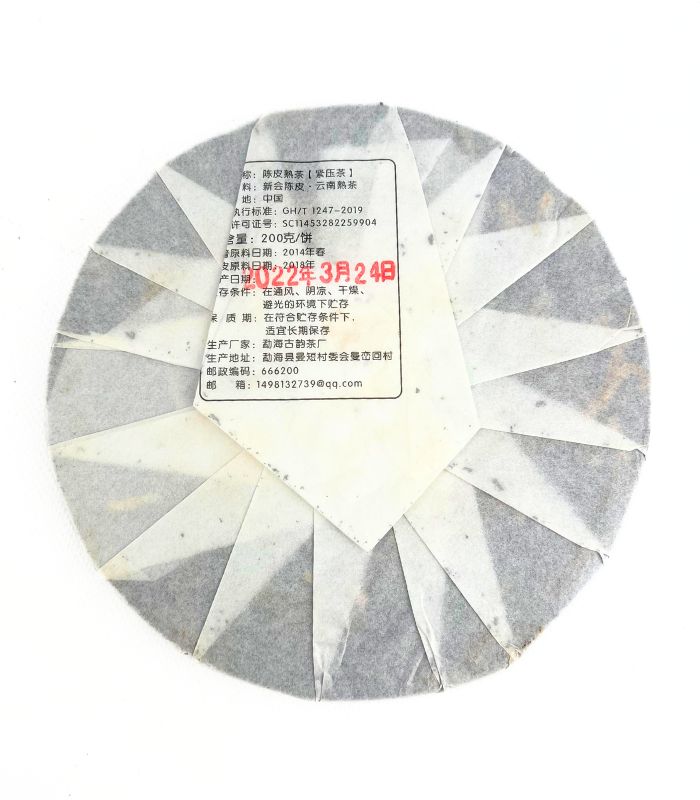 称：陈皮熟茶【紧压茶】
料：新会陈皮·云南熟茶
地：中国
执行标准：GH/T 1247-2019
许可证号：SC11453282259904
含量：200克/饼
原料日期：2014年春
皮原料日期：2018年
产日期：2022年3月24日
存条件：在通风、阴凉、干燥、
避光的环境下贮存
保 质 期：在符合贮存条件下，
适宜长期保存
生产厂家：勐海古韵茶厂
生产地址：勐海县曼短村委会曼峦回村
邮政编码：666200
邮 箱：1498132739@qq.com